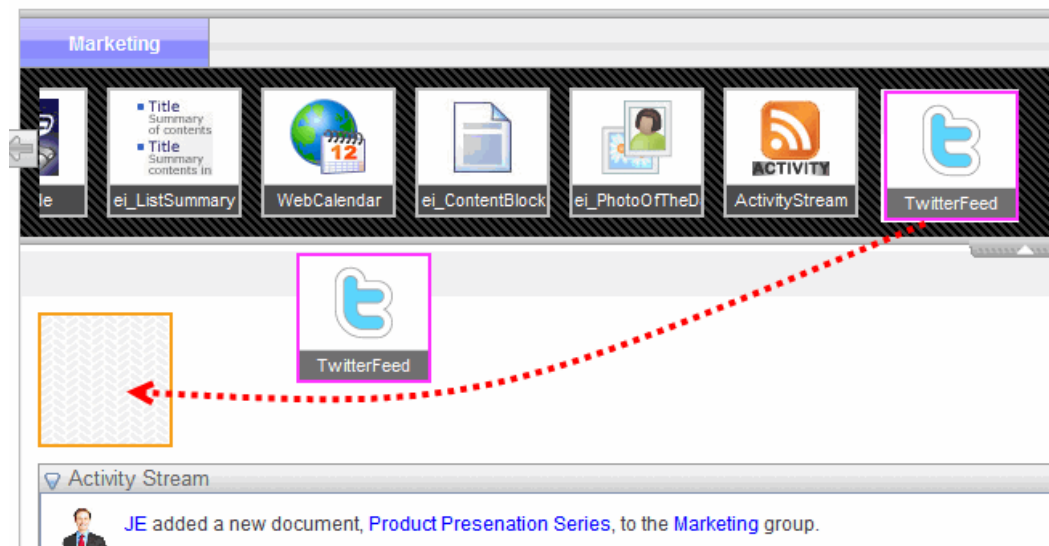 Marketing
Title
Summary
of contents
Title
Summary
contents in
12
ACTIVITY
le
ei_ListSummary
WebCalendar
ei_ContentBlock
ei_PhotoOfTheD
ActivityStream
TwitterFeed
TwitterFeed
Activity Stream
JE added a new document, Product Presenation Series, to the Marketing group.